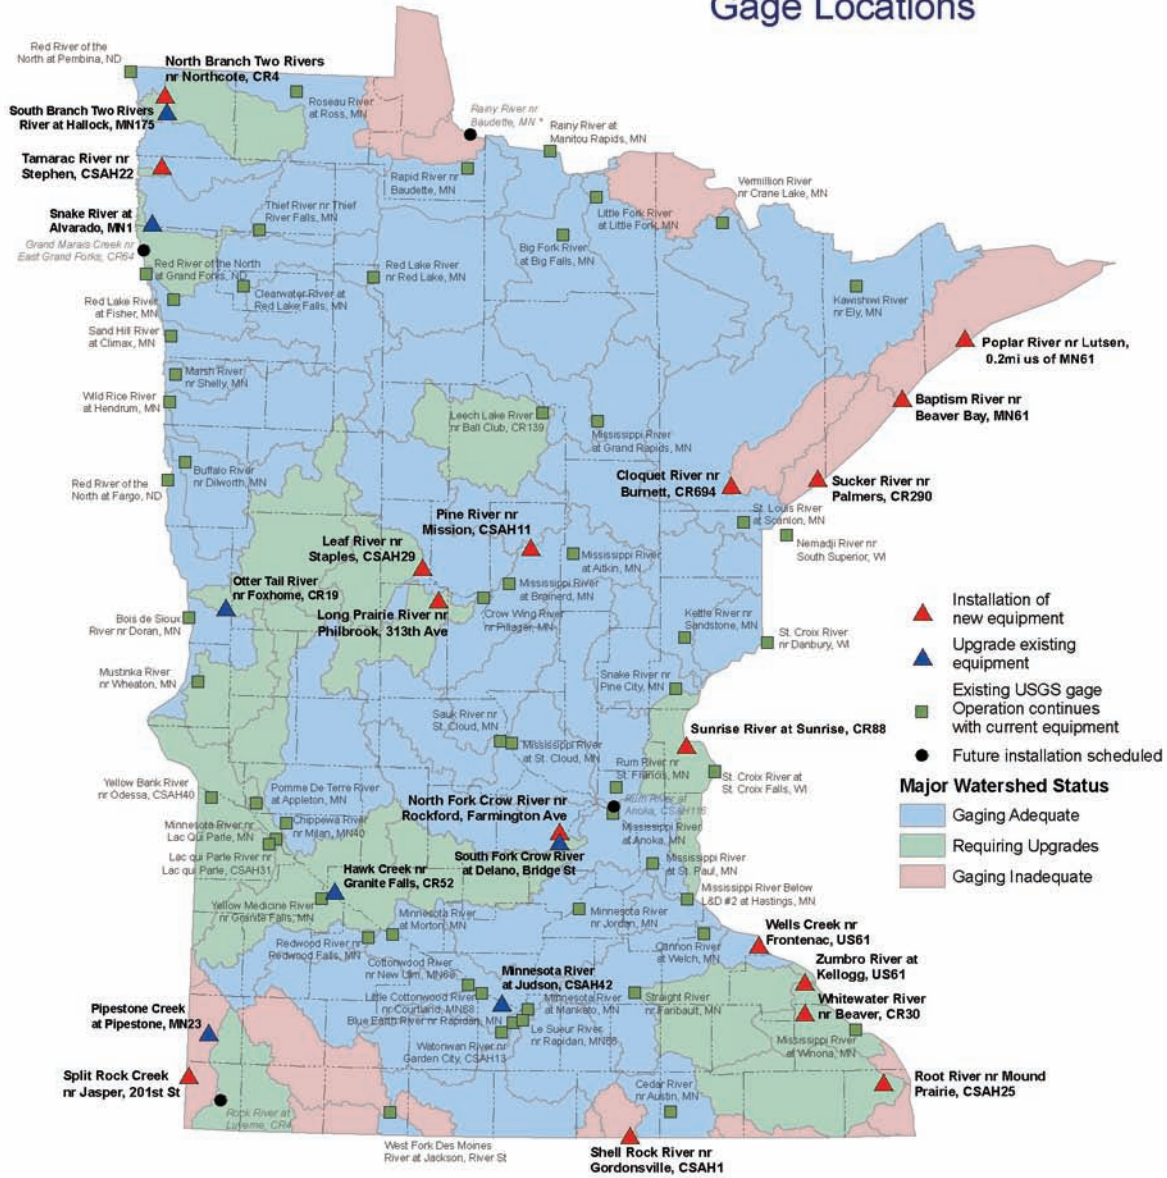 Gage Locations
Red River of the
North at Pembina, ND
North Branch Two Rivers
nr Northcote, CR4
South Branch Two Rivers
River at Hallock, MN175
Roseau River
at Ross, MN
Rainy River nr
Baudette, MN *
Rainy River at
Manitou Rapids, MN
Tamarac River nr
Stephen, CSAH22
Rapid River nr
Baudette, MN
Vermillion River
nr Crane Lake, MN
Snake River at
Alvarado, MN1
Thief River nr Thief
River Falls, MN
Little Fork River
at Little Fork, MN
Grand Marais Creek nr
East Grand Forks, CR64
Big Fork River
at Big Falls, MN
Red River of the North
at Grand Forks, ND
Red Lake River
nr Red Lake, MN
Clearwater River at
Red Lake Falls, MN
Red Lake River
at Fisher, MN
Kawishiwi River
nr Ely, MN
Sand Hill River
at Climax, MN
Poplar River nr Lutsen,
0.2mi us of MN61
Marsh River
nr Shelly, MN
Wild Rice River
at Hendrum, MN
Baptism River nr
Beaver Bay, MN61
Leech Lake River
nr Ball Club, CR139
Mississippi River
at Grand Rapids, MN
Buffalo River
nr Dilworth, MN
Red River of the
North at Fargo, ND
Cloquet River nr
Burnett, CR694
Sucker River nr
Palmers, CR290
St. Louis River
at Scanlon, MN
Pine River nr
Mission, CSAH11
Nemadji River nr
South Superior, WI
Leaf River nr
Staples, CSAH29
Mississippi River
at Aitkin, MN
Otter Tail River
nr Foxhome, CR19
Mississippi River
at Brainerd, MN
Long Prairie River nr
Philbrook, 313th Ave
Crow Wing River
nr Pillager, MN
Bois de Sioux
River nr Doran, MN
Kettle River nr
Sandstone, MN
St. Croix River
nr Danbury, WI
Installation of
new equipment
Upgrade existing
equipment
Existing USGS gage
Operation continues
with current equipment
Future installation scheduled
Major Watershed Status
Gaging Adequate
Requiring Upgrades
Gaging Inadequate
Mustinka River
nr Wheaton, MN
Snake River nr
Pine City, MN
Sauk River nr
St. Cloud, MN
Mississippi River
at St. Cloud, MN
Sunrise River at Sunrise, CR88
Rum River nr
St. Francis, MN
St. Croix River at
St. Croix Falls, WI
Yellow Bank River
nr Odessa, CSAH40
Pomme De Terre River
at Appleton, MN
North Fork Crow River nr
Rockford, Farmington Ave
Rum River at
Anoka, CSAH116
Minnesota River nr
Lac Qui Parle, MN
Chippewa River
nr Milan, MN40
Mississippi River
at Anoka, MN
Lac qui Parle River nr
Lac qui Parle, CSAH31
South Fork Crow River
at Delano, Bridge St
Mississippi River
at St. Paul, MN
Hawk Creek nr
Granite Falls, CR52
Mississippi River Below
L&D #2 at Hastings, MN
Yellow Medicine River
nr Granite Falls, MN
Minnesota River
at Morton, MN
Minnesota River
nr Jordan, MN
Wells Creek nr
Frontenac, US61
Redwood River nr
Redwood Falls, MN
Cannon River
at Welch, MN
Cottonwood River
nr New Ulm, MN68
Minnesota River
at Judson, CSAH42
Zumbro River at
Kellogg, US61
Little Cottonwood River
nr Courtland, MN68
Minnesota River
at Mankato, MN
Straight River
nr Faribault, MN
Whitewater River
nr Beaver, CR30
Pipestone Creek
at Pipestone, MN23
Blue Earth River nr Rapidan, MN
Le Sueur River
nr Rapidan, MN66
Mississippi River
at Winona, MN
Watonwan River nr
Garden City, CSAH13
Split Rock Creek
nr Jasper, 201st St
Cedar River
nr Austin, MN
Root River nr Mound
Prairie, CSAH25
Rock River at
Luverne, CR4
West Fork Des Moines
River at Jackson, River St
Shell Rock River nr
Gordonsville, CSAH1